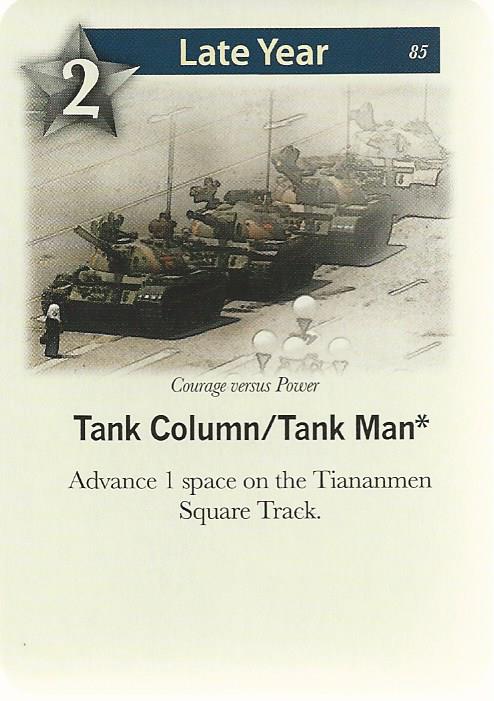 Late Year
85
2
Courage versus Power
Tank Column/Tank Man*
Advance 1 space on the Tiananmen
Square Track.